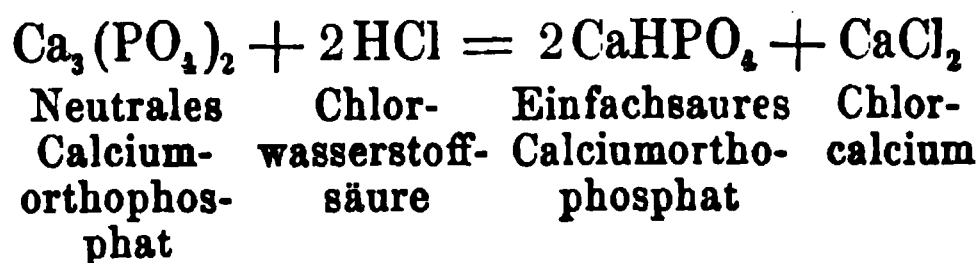 Ca₃(PO₄)₂ + 2HCl = 2CaHPO₄ + CaCl₂
Neutrales Chlor- Einfachsaures Chlor-
Calcium- wasserstoff- Calciumortho- calcium
orthophos- säure phosphat
phat